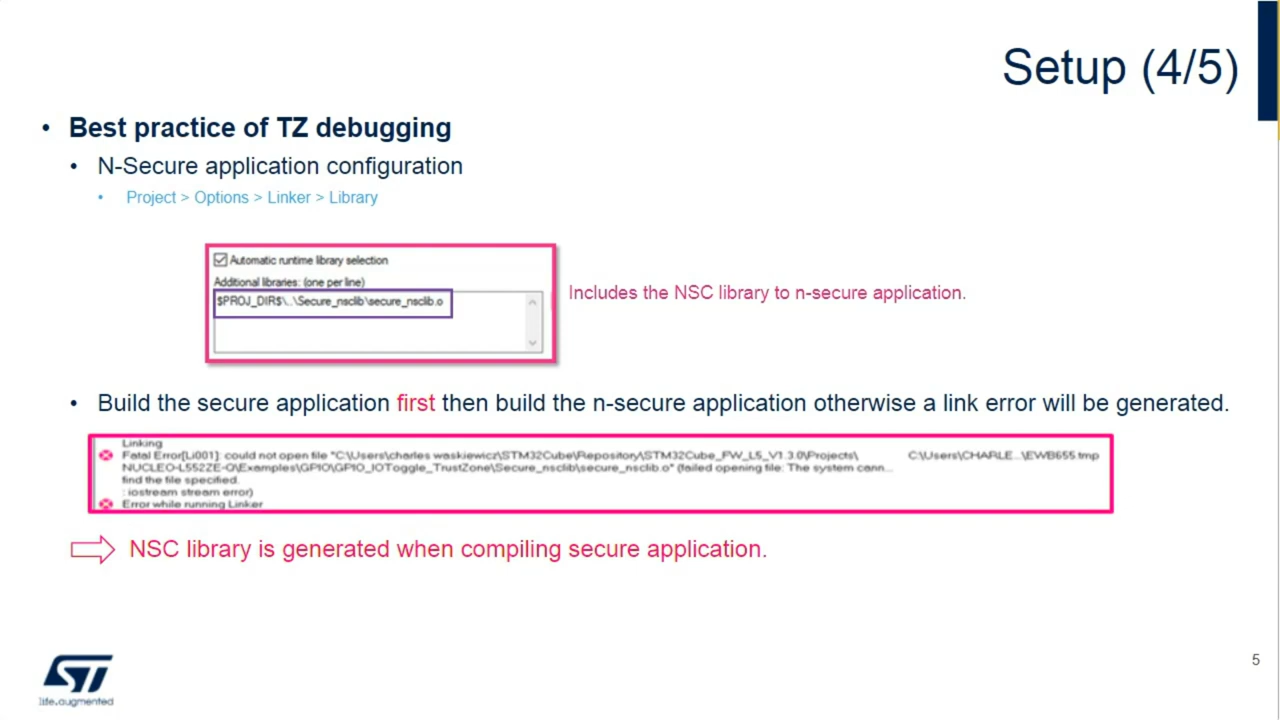 Setup (4/5)
• Best practice of TZ debugging
• N-Secure application configuration
• Project > Options > Linker > Library
Automatic runtime library selection
Additional libraries: (one per line)
$PROJ_DIR$\..\Secure_nsclib\secure_nsclib.o
Includes the NSC library to n-secure application.
• Build the secure application first then build the n-secure application otherwise a link error will be generated.
Linking
Fatal Error[Li001]: could not open file "C:\Users\charles waskiewicz\STM32Cube\Repository\STM32Cube_FW_L5_V1.3.0\Projects\ C:\Users\CHARLE...\EWB655.tmp
NUCLEO-L552ZE-Q\Examples\GPIO\GPIO_IOToggle_TrustZone\Secure_nsclib\secure_nsclib.o" (failed opening file: The system cann...
find the file specified.
: iostream stream error)
Error while running Linker
NSC library is generated when compiling secure application.
ST
life.augmented
5